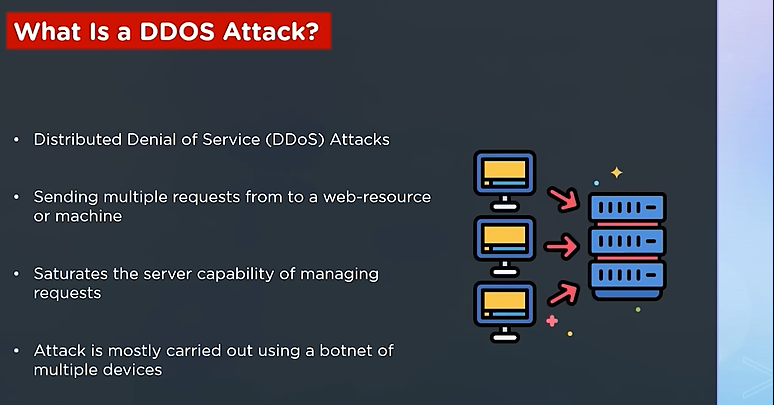 What Is a DDOS Attack?
• Distributed Denial of Service (DDoS) Attacks
• Sending multiple requests from to a web-resource
or machine
• Saturates the server capability of managing
requests
• Attack is mostly carried out using a botnet of
multiple devices